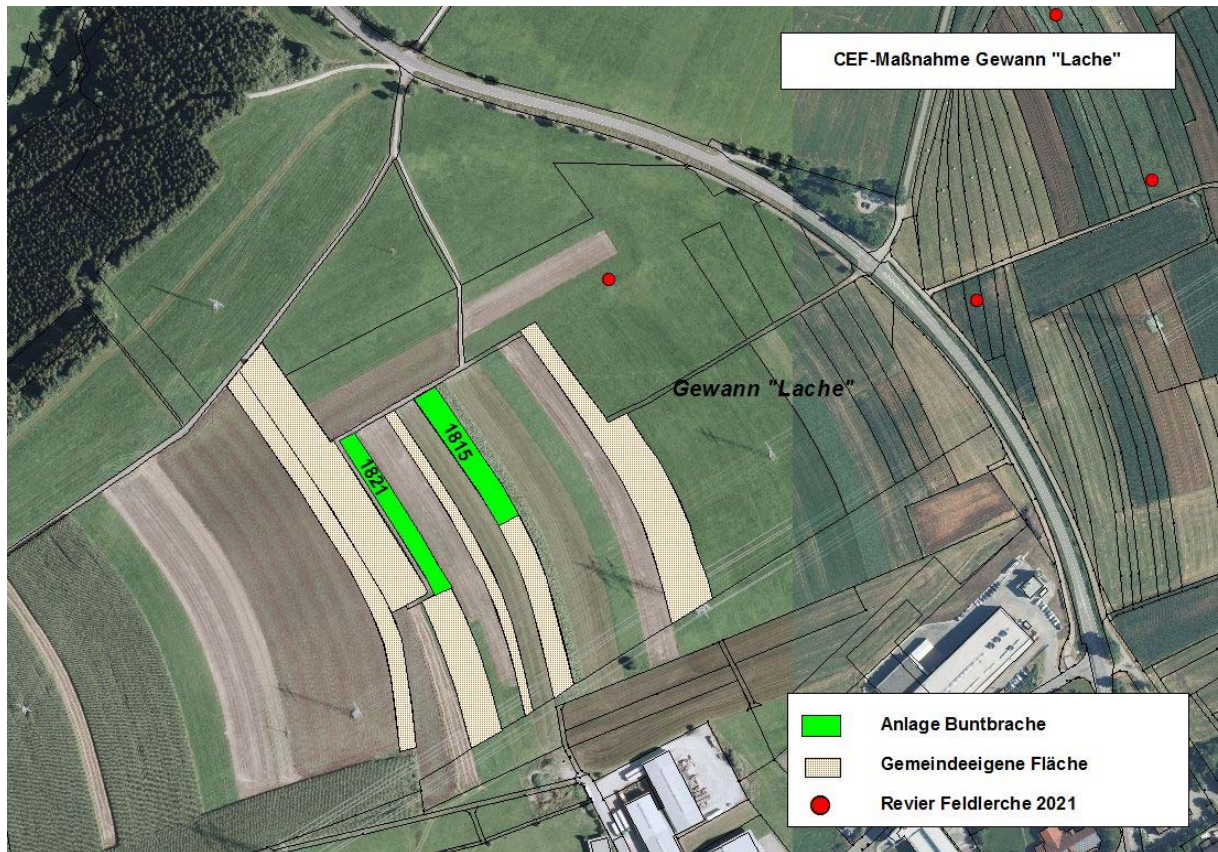 CEF-Maßnahme Gewann "Lache"
Gewann "Lache"
1815
1821
Anlage Buntbrache
Gemeindeeigene Fläche
Revier Feldlerche 2021